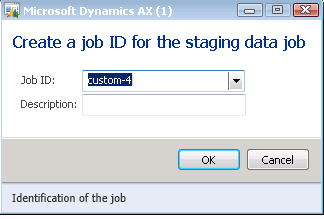 Microsoft Dynamics AX (1)
Create a job ID for the staging data job
Job ID: custom-4
Description:
OK Cancel
Identification of the job